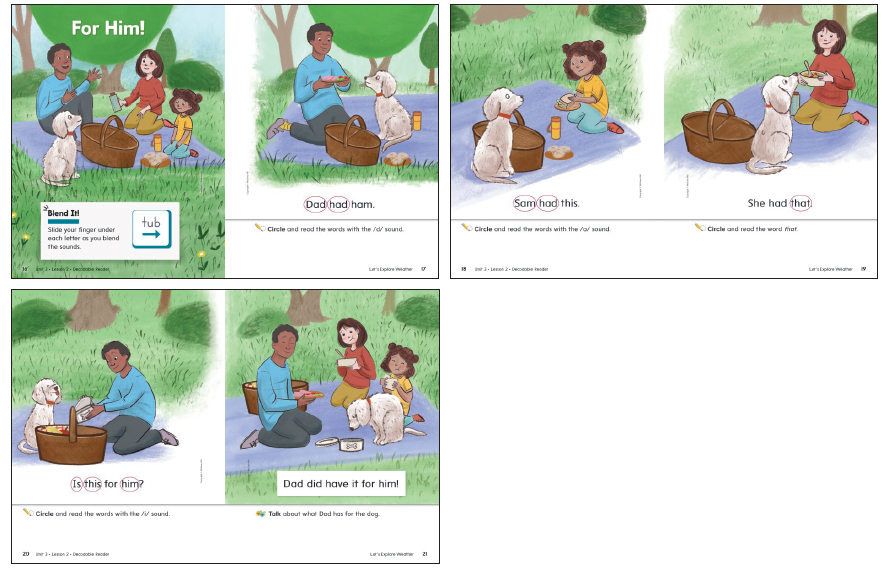 For Him!
Blend It!
Slide your finger under
each letter as you blend
the sounds.
tub
Unit 3 • Lesson 2 • Decodable Reader
Dad had ham.
Circle and read the words with the /d/ sound.
Let's Explore Weather 17
Sam had this.
Circle and read the words with the /a/ sound.
18 Unit 3 • Lesson 2 • Decodable Reader
She had that.
Circle and read the word that.
Let's Explore Weather 19
Is this for him?
Circle and read the words with the /i/ sound.
20 Unit 3 • Lesson 2 • Decodable Reader
Dad did have it for him!
Talk about what Dad has for the dog.
Let's Explore Weather 21